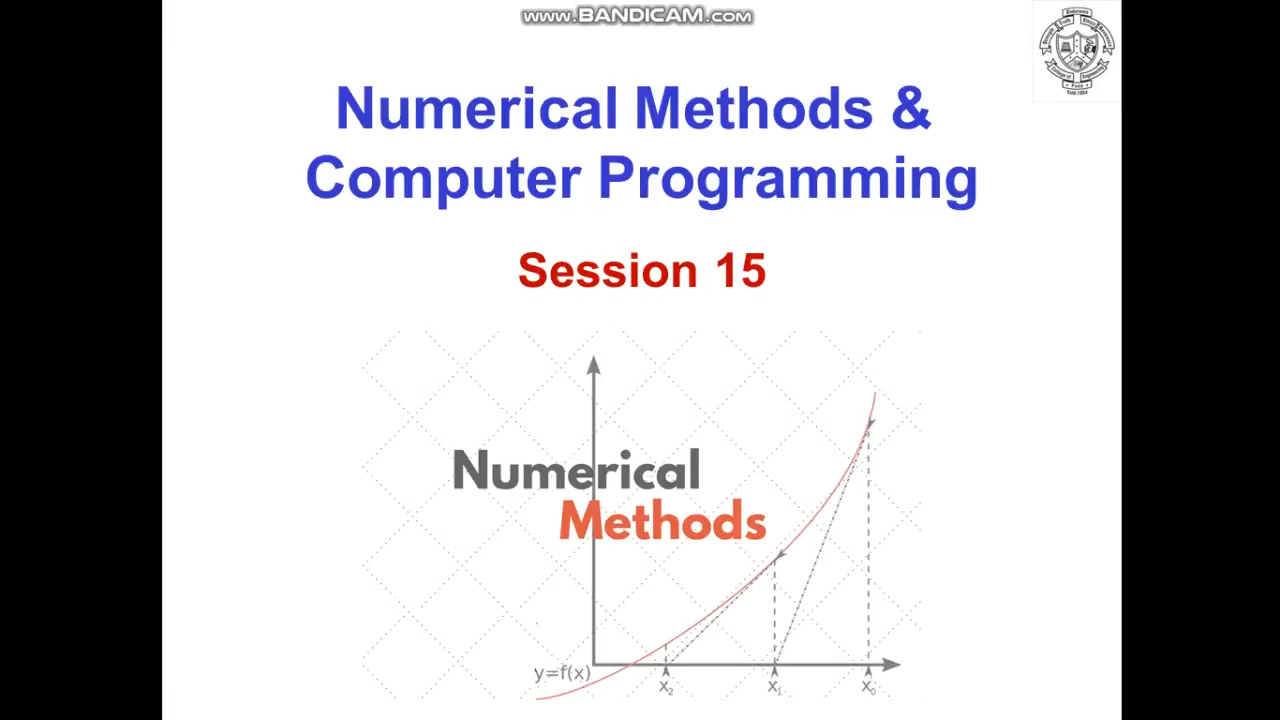 www.BANDICAM.com
Numerical Methods &
Computer Programming
Session 15
Numerical
Methods
y=f(x)
x₂
x₁
x₀